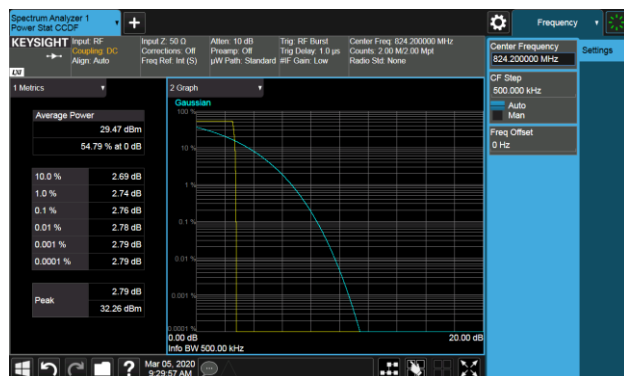 Spectrum Analyzer 1
Power Stat CCDF
Frequency
KEYSIGHT
Input: RF
Coupling: DC
Align: Auto
Input Z: 50 Ω
Corrections: Off
Freq Ref: Int (S)
Atten: 10 dB
Preamp: Off
µW Path: Standard
Trig: RF Burst
Trig Delay: 1.0 µs
#IF Gain: Low
Center Freq: 824.200000 MHz
Counts: 2.00 M/2.00 Mpt
Radio Std: None
LXI
Center Frequency
824.200000 MHz
Settings
CF Step
500.000 kHz
Auto
Man
Freq Offset
0 Hz
1 Metrics
Average Power
29.47 dBm
54.79 % at 0 dB
10.0 % 2.69 dB
1.0 % 2.74 dB
0.1 % 2.76 dB
0.01 % 2.78 dB
0.001 % 2.79 dB
0.0001 % 2.79 dB
Peak
2.79 dB
32.26 dBm
2 Graph
Gaussian
100 %
10 %
1 %
0.1 %
0.001 %
0.0001 %
0.00 dB
20.00 dB
Info BW 500.00 kHz
?
Mar 05, 2020
9:29:57 AM